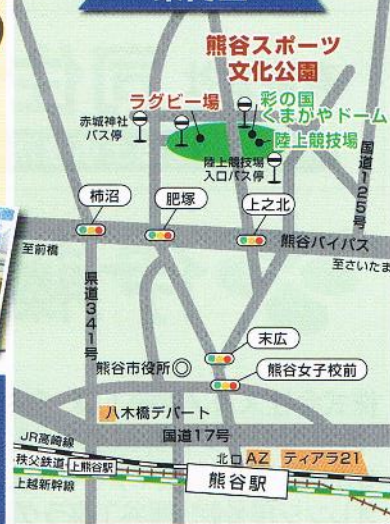 熊谷スポーツ
文化公園
ラグビー場
彩の国
くまがやドーム
陸上競技場
赤城神社
バス停
陸上競技場
入口バス停
国道125号
柿沼
肥塚
上之北
熊谷バイパス
至前橋
至さいたま
県道341号
末広
熊谷市役所◎
熊谷女子校前
八木橋デパート
国道17号
JR高崎線
秩父鉄道
上熊谷駅
上越新幹線
北口 AZ ティアラ21
熊谷駅